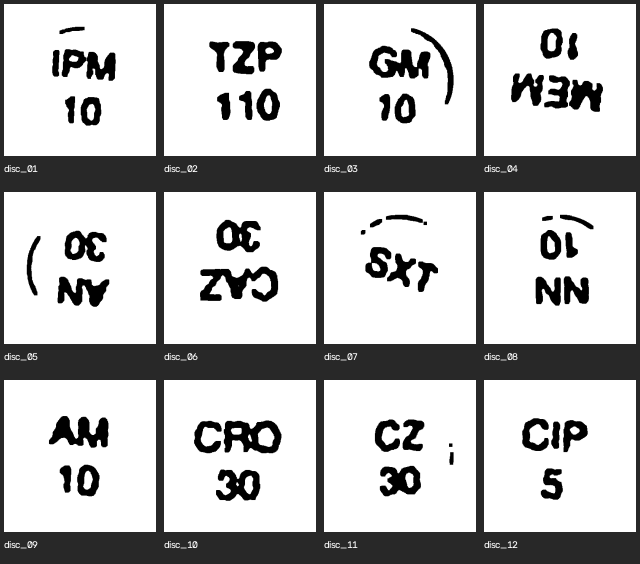 IPM
10
disc_01
TZP
110
disc_02
GM
10
disc_03
MEM
10
disc_04
AN
30
disc_05
CAZ
30
disc_06
SXT
disc_07
NN
10
disc_08
AM
10
disc_09
CRO
30
disc_10
CZ
30
disc_11
CIP
5
disc_12